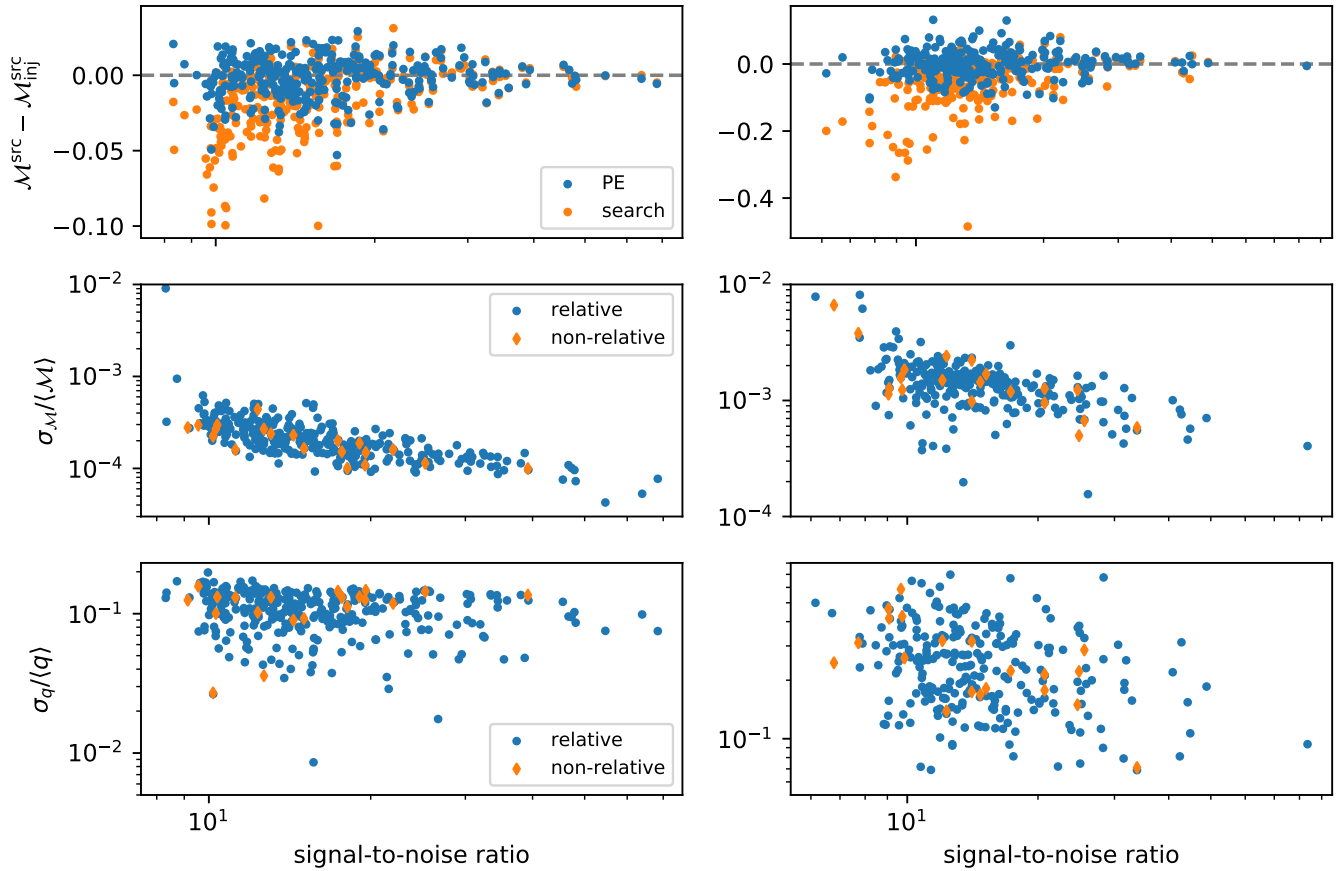 ℳ^src − ℳ_inj^src
0.00
−0.05
−0.10
PE
search
0.0
−0.2
−0.4
σ_ℳ/⟨ℳ⟩
10^−2
10^−3
10^−4
relative
non-relative
10^−2
10^−3
10^−4
σ_q/⟨q⟩
10^−1
10^−2
relative
non-relative
10^1
signal-to-noise ratio
10^−1
10^1
signal-to-noise ratio